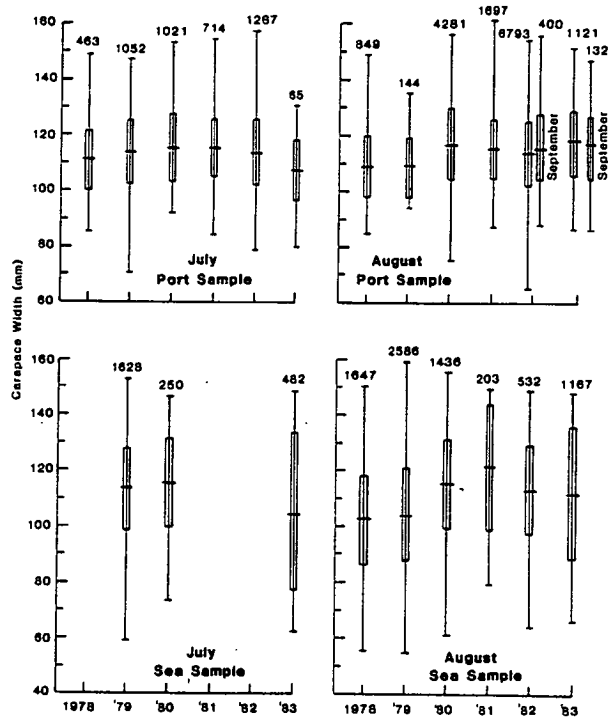 Carapace Width (mm)
160
140
120
100
80
60
463
1052
1021
714
1267
65
July
Port Sample
849
144
4281
1697
6793
400
1121
132
September
September
August
Port Sample
160
140
120
100
80
60
40
1628
250
482
July
Sea Sample
1978 '79 '80 '81 '82 '83
1647
2586
1436
203
532
1167
August
Sea Sample
1978 '79 '80 '81 '82 '83